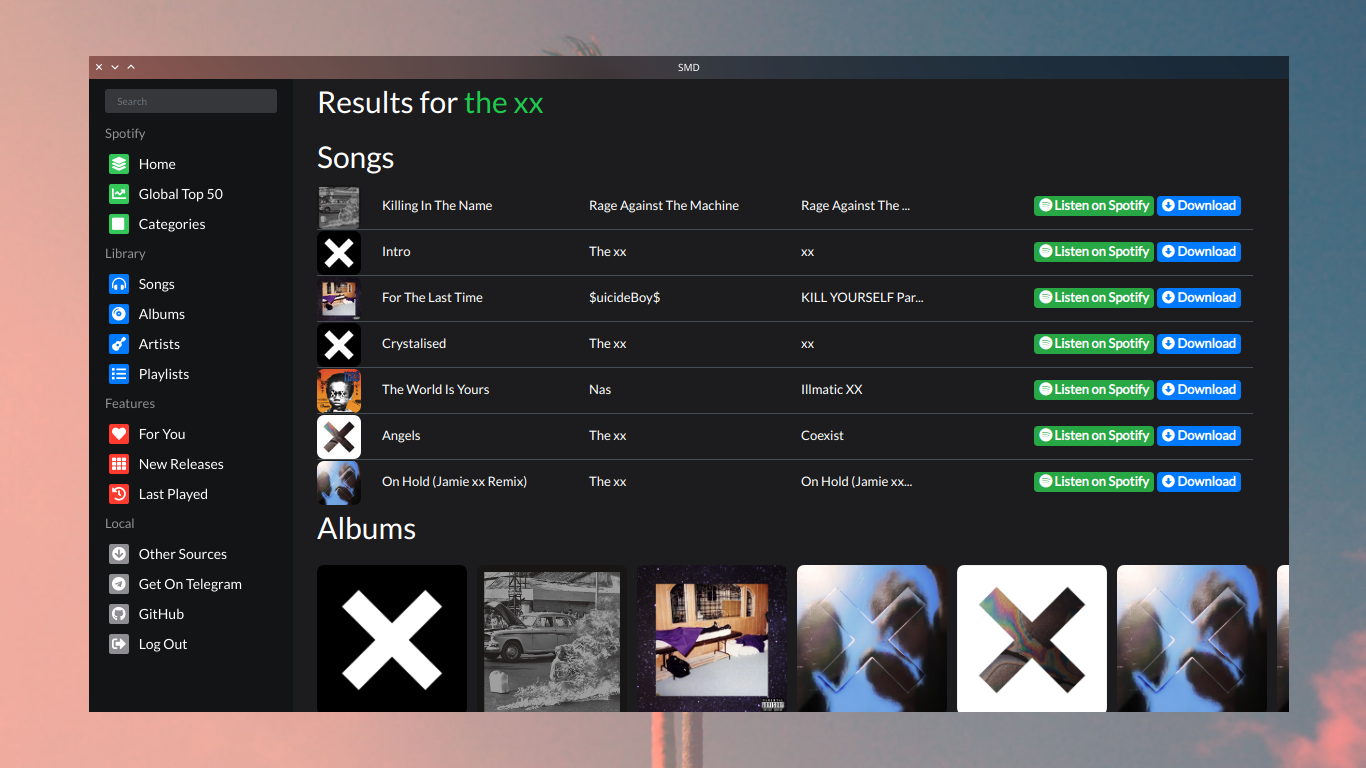 SMD
Search
Spotify
Home
Global Top 50
Categories
Library
Songs
Albums
Artists
Playlists
Features
For You
New Releases
Last Played
Local
Other Sources
Get On Telegram
GitHub
Log Out
Results for the xx
Songs
Killing In The Name Rage Against The Machine Rage Against The ... Listen on Spotify Download
Intro The xx xx Listen on Spotify Download
For The Last Time $uicideBoy$ KILL YOURSELF Par... Listen on Spotify Download
Crystalised The xx xx Listen on Spotify Download
The World Is Yours Nas Illmatic XX Listen on Spotify Download
Angels The xx Coexist Listen on Spotify Download
On Hold (Jamie xx Remix) The xx On Hold (Jamie xx... Listen on Spotify Download
Albums